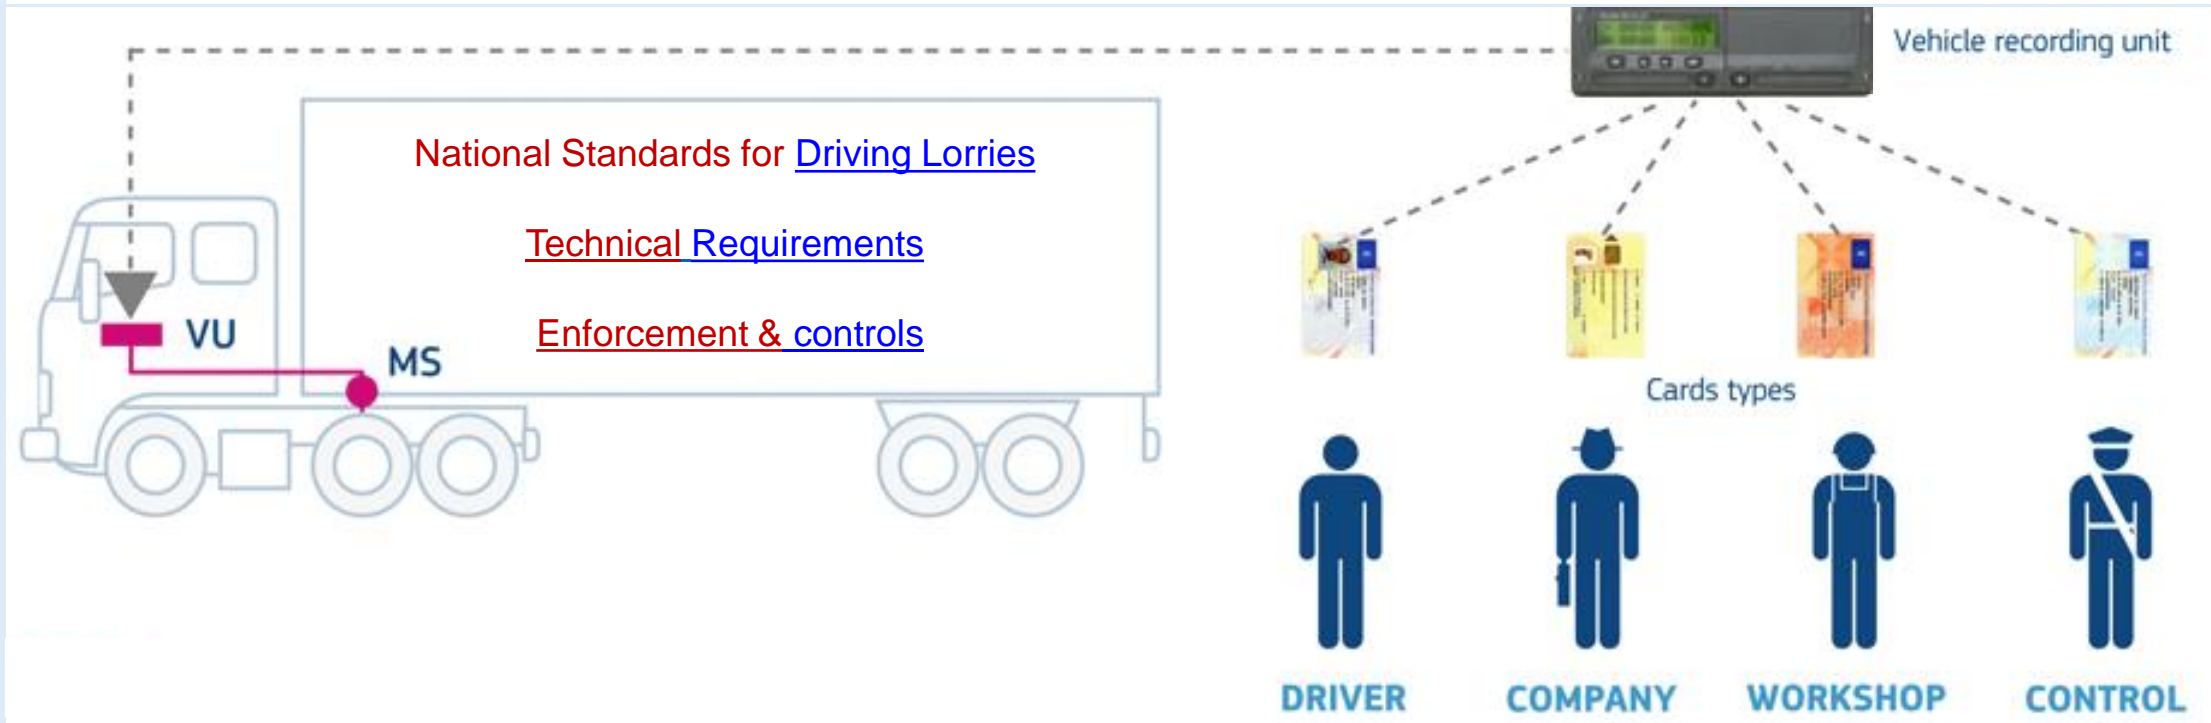 Vehicle recording unit
National Standards for Driving Lorries
Technical Requirements
Enforcement & controls
VU
MS
Cards types
DRIVER
COMPANY
WORKSHOP
CONTROL